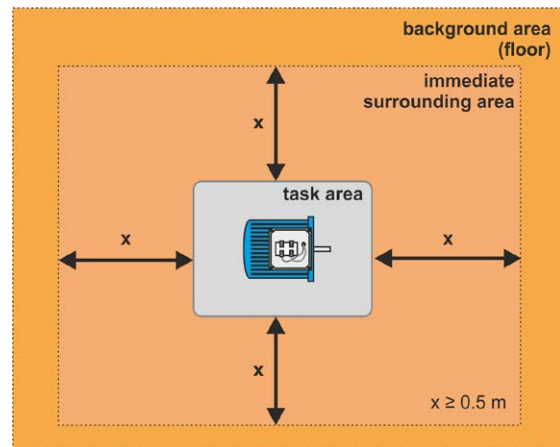 background area
(floor)
immediate
surrounding area
x
task area
x
x
x
x ≥ 0.5 m